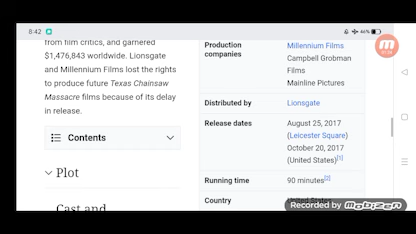 8:42
46%
from film critics, and garnered
$1,476,843 worldwide. Lionsgate
and Millennium Films lost the rights
to produce future Texas Chainsaw
Massacre films because of its delay
in release.
Contents
Plot
Cast and
Production
companies
Millennium Films
Campbell Grobman
Films
Mainline Pictures
Distributed by
Lionsgate
Release dates
August 25, 2017
(Leicester Square)
October 20, 2017
(United States)[1]
Running time
90 minutes[2]
Country
United States
Recorded by Mobizen